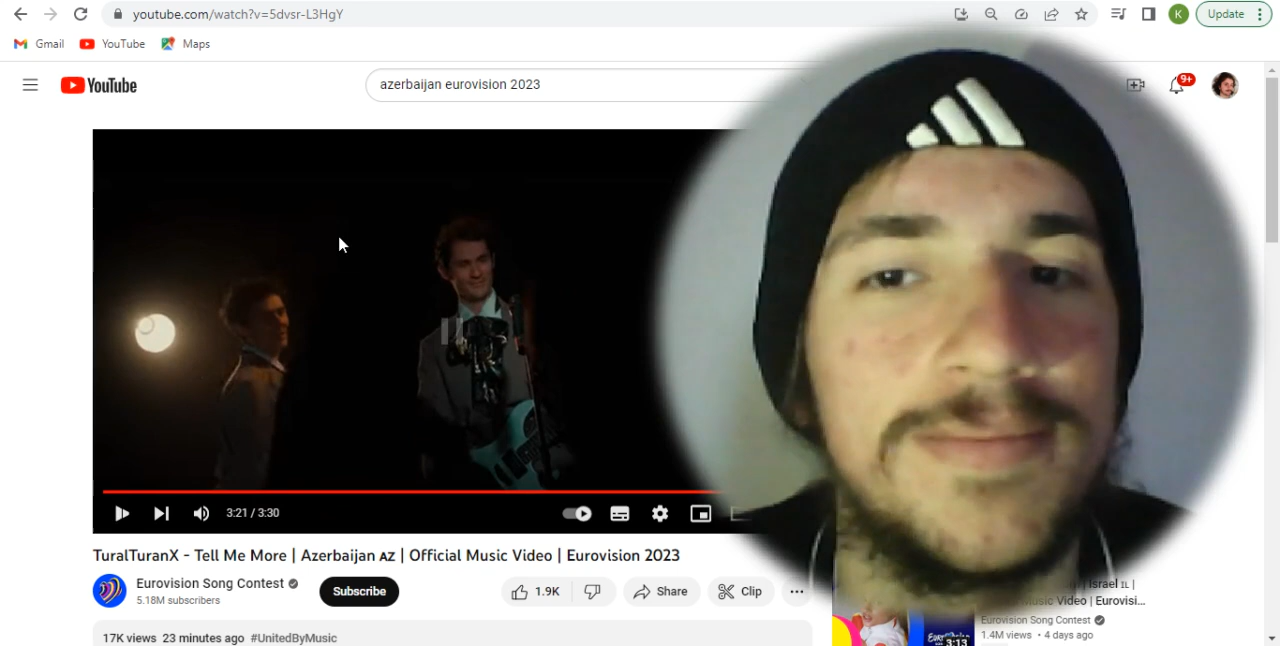 youtube.com/watch?v=5dvsr-L3HgY
K
Update
Gmail
YouTube
Maps
YouTube
azerbaijan eurovision 2023
9+
3:21 / 3:30
TuralTuranX - Tell Me More | Azerbaijan AZ | Official Music Video | Eurovision 2023
Eurovision Song Contest
5.18M subscribers
Subscribe
1.9K
Share
Clip
17K views 23 minutes ago #UnitedByMusic
| Israel IL |
Music Video | Eurovisi...
Eurovision Song Contest
1.4M views • 4 days ago
3:13